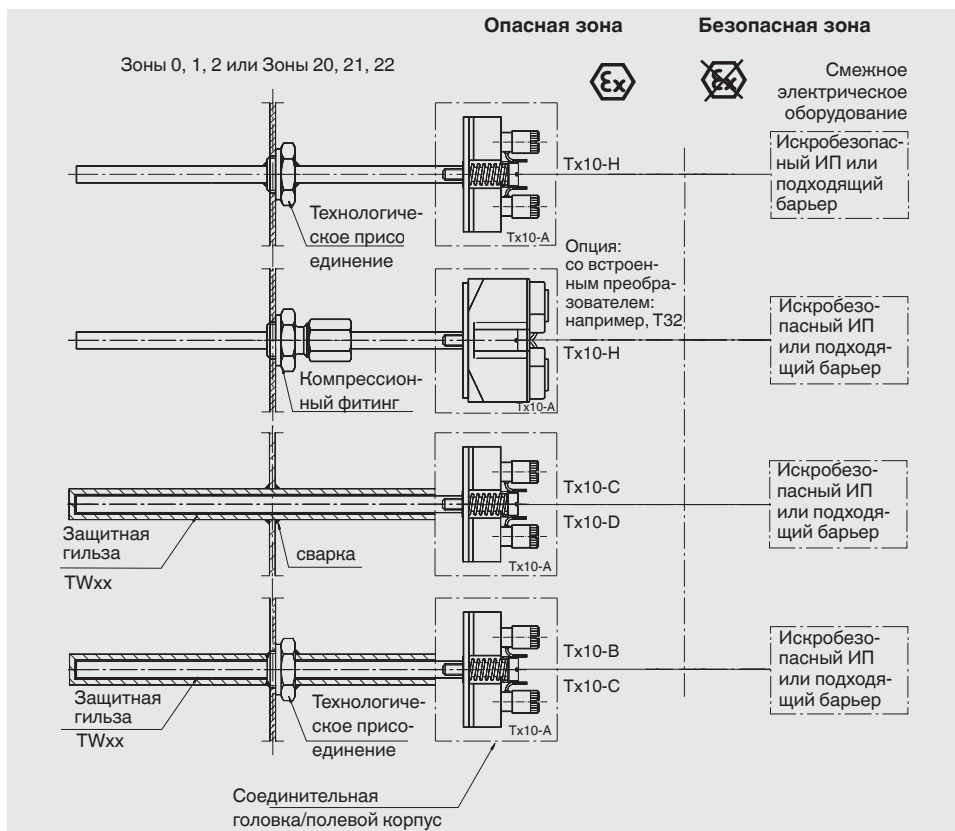 Опасная зона
Безопасная зона
Зоны 0, 1, 2 или Зоны 20, 21, 22
Ex
Ex
Смежное
электрическое
оборудование
Tx10-H
Искробезопас-
ный ИП или
подходящий
барьер
Технологиче-
ское присо
единение
Tx10-A
Опция:
со встроен-
ным преобра-
зователем:
например, T32
Tx10-H
Искробезо-
пасный ИП
или подходя-
щий барьер
Компрессион-
ный фитинг
Tx10-A
Tx10-C
Tx10-D
Искробезо-
пасный ИП
или подходя-
щий барьер
Защитная
гильза
TWxx
сварка
Tx10-A
Tx10-B
Tx10-C
Искробезо-
пасный ИП
или подходя-
щий барьер
Защитная
гильза
TWxx
Технологиче-
ское присо-
единение
Tx10-A
Соединительная
головка/полевой корпус